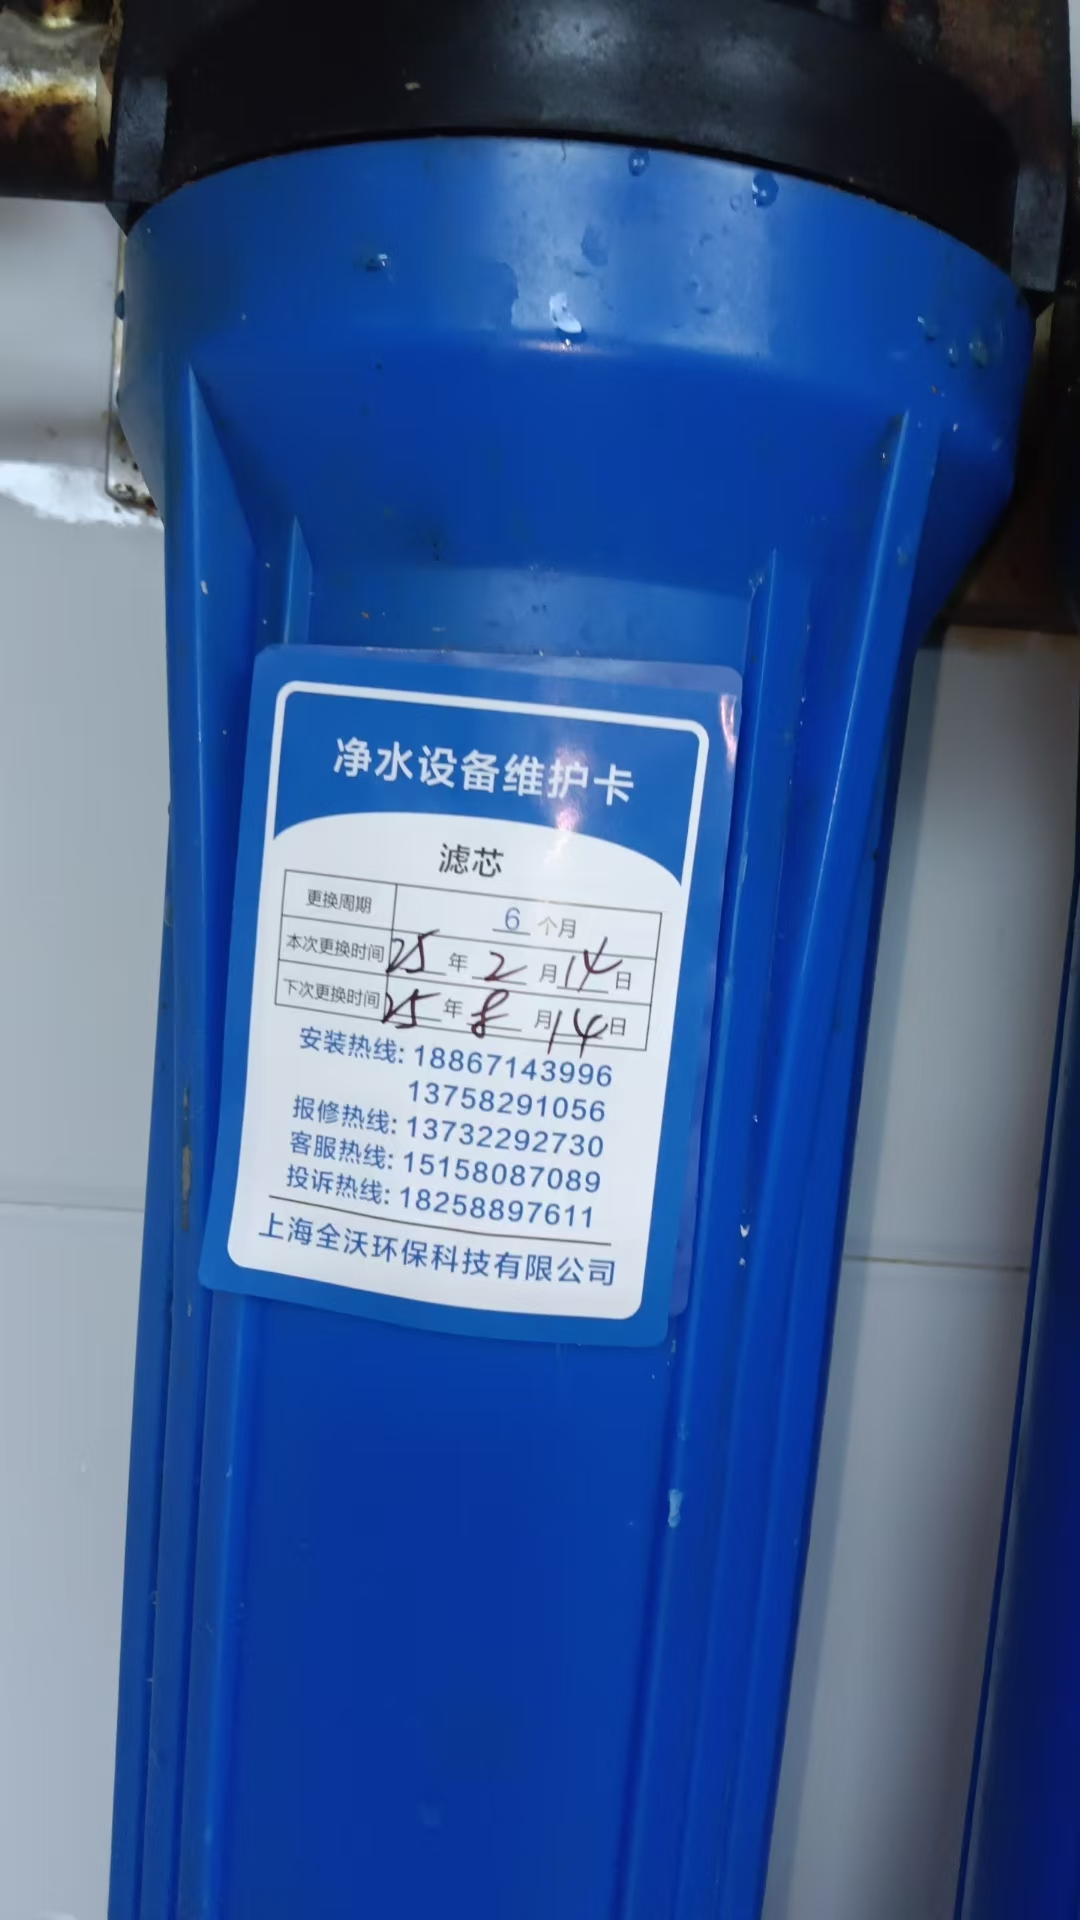 净水设备维护卡
滤芯
更换周期 6 个月
本次更换时间 25 年 2 月 14 日
下次更换时间 25 年 8 月 14 日
安装热线: 18867143996
13758291056
报修热线: 13732292730
客服热线: 15158087089
投诉热线: 18258897611
上海全沃环保科技有限公司